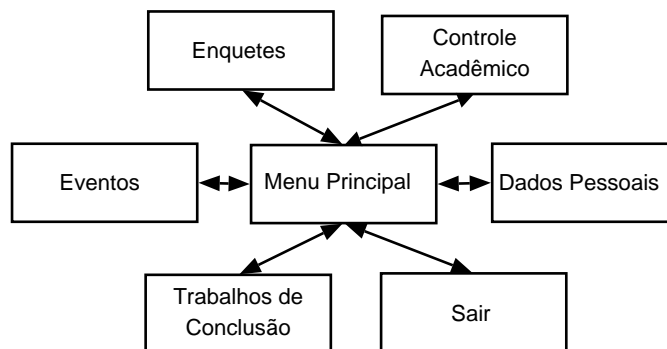 Enquetes
Controle
Acadêmico
Eventos
Menu Principal
Dados Pessoais
Trabalhos de
Conclusão
Sair